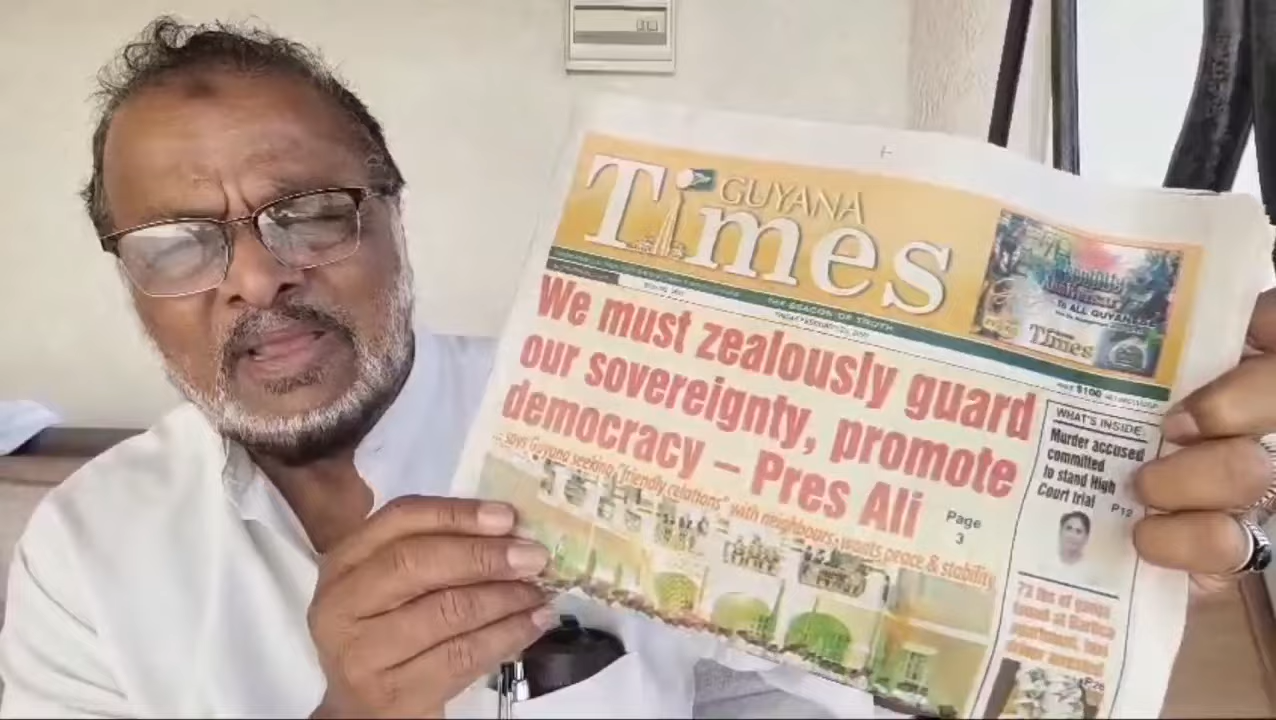 GUYANA
Times
THE BEACON OF TRUTH
TO ALL GUYANESE
Times
$100
We must zealously guard
our sovereignty, promote
democracy – Pres Ali
Page
3
- says Guyana seeking "friendly relations" with neighbours; wants peace & stability
WHAT'S INSIDE:
Murder accused
committed
to stand High
Court trial P12